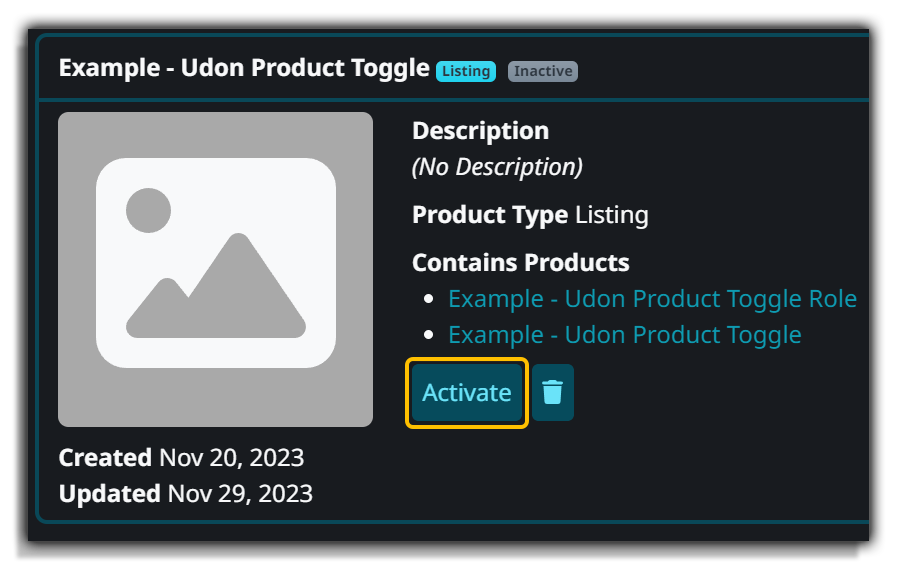 Example - Udon Product Toggle Listing Inactive
Description
(No Description)
Product Type Listing
Contains Products
Example - Udon Product Toggle Role
Example - Udon Product Toggle
Activate
Created Nov 20, 2023
Updated Nov 29, 2023